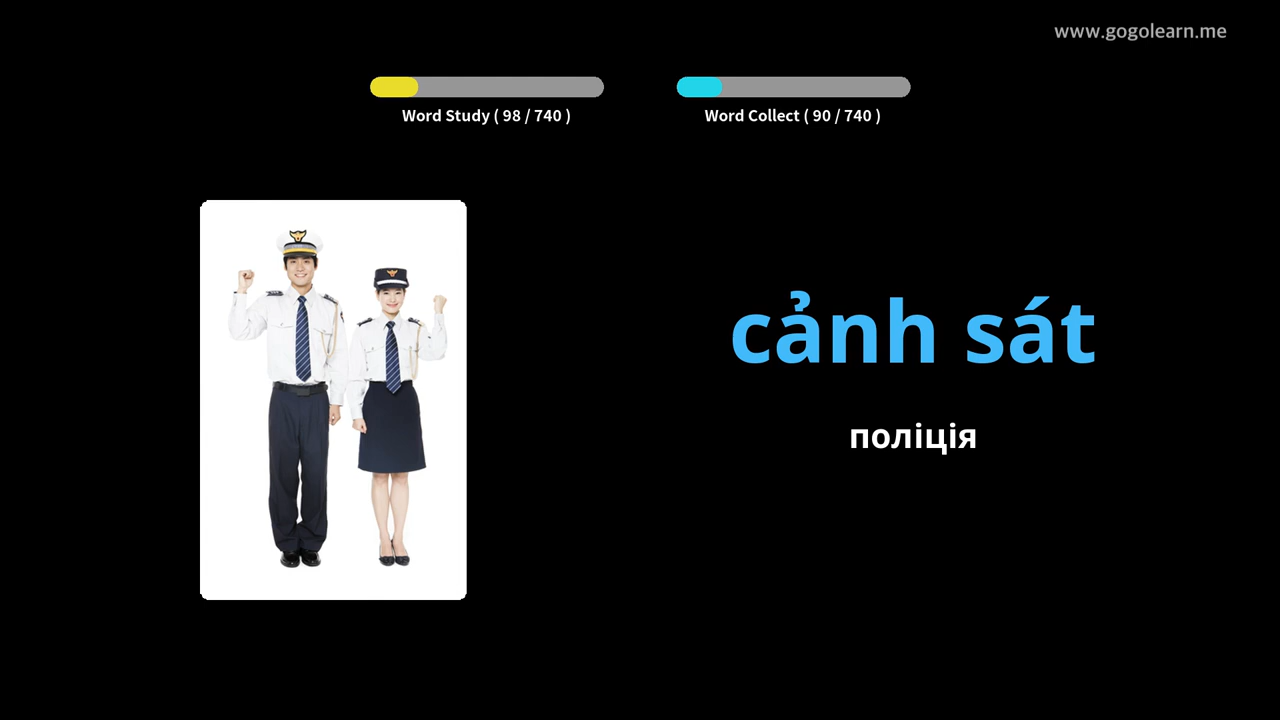 www.gogolearn.me
Word Study ( 98 / 740 )
Word Collect ( 90 / 740 )
cảnh sát
поліція